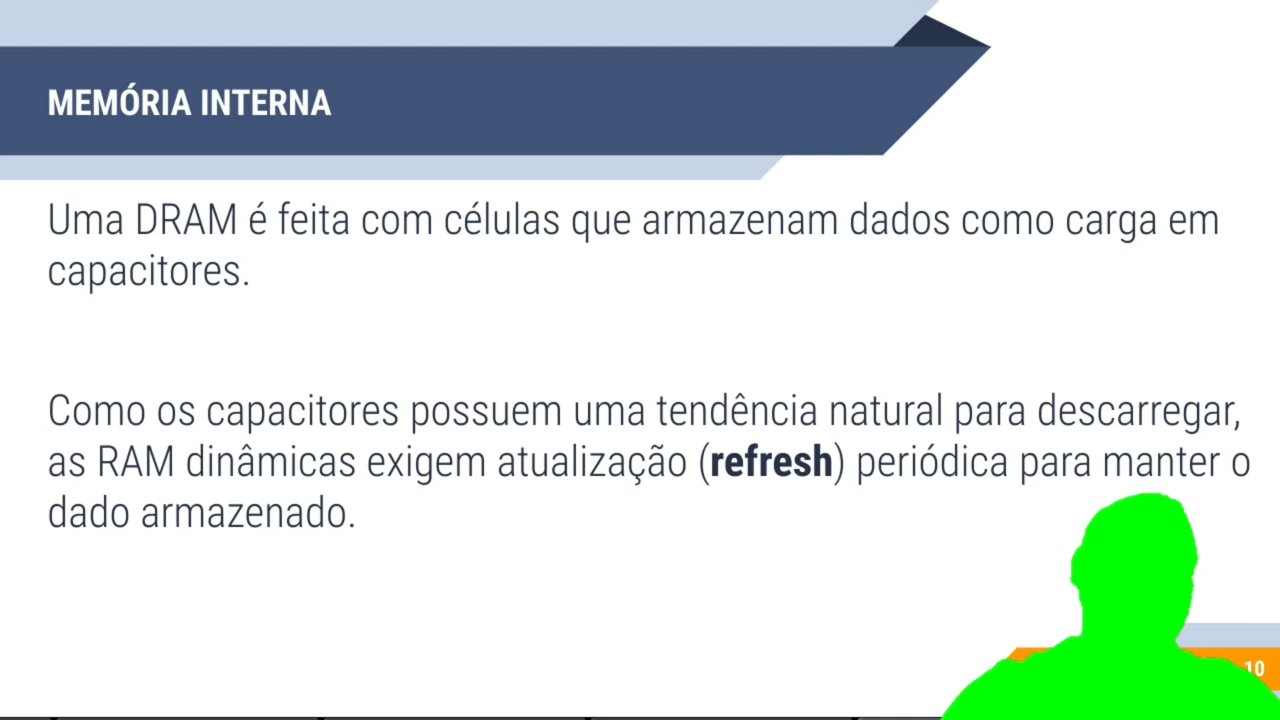 MEMÓRIA INTERNA
Uma DRAM é feita com células que armazenam dados como carga em
capacitores.
Como os capacitores possuem uma tendência natural para descarregar,
as RAM dinâmicas exigem atualização (refresh) periódica para manter o
dado armazenado.
10